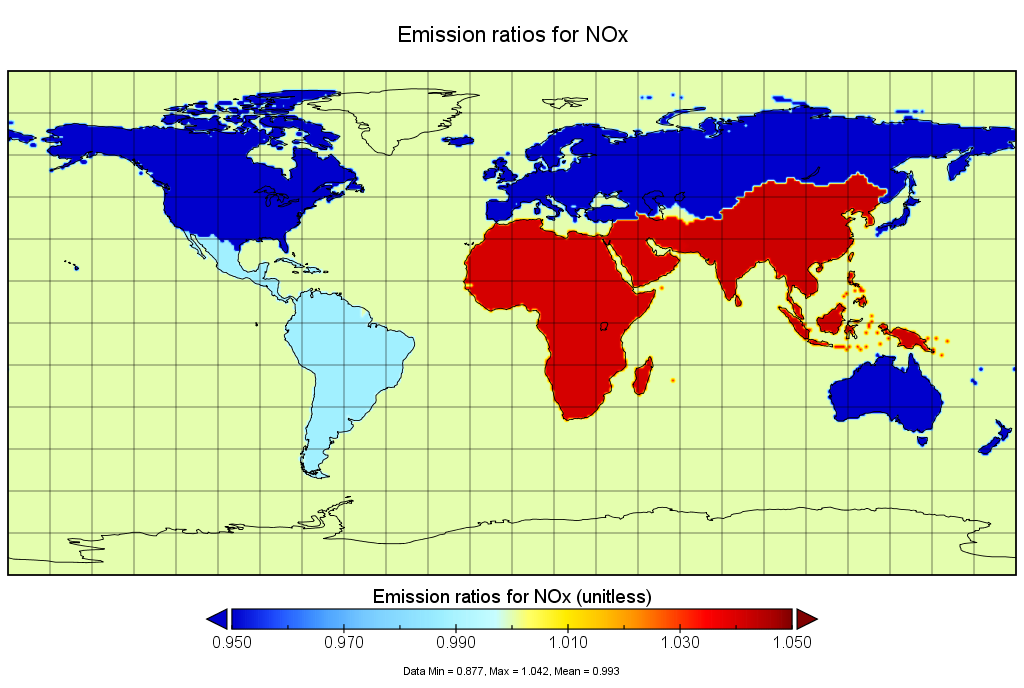 Emission ratios for NOx
Emission ratios for NOx (unitless)
0.950 0.970 0.990 1.010 1.030 1.050
Data Min = 0.877, Max = 1.042, Mean = 0.993